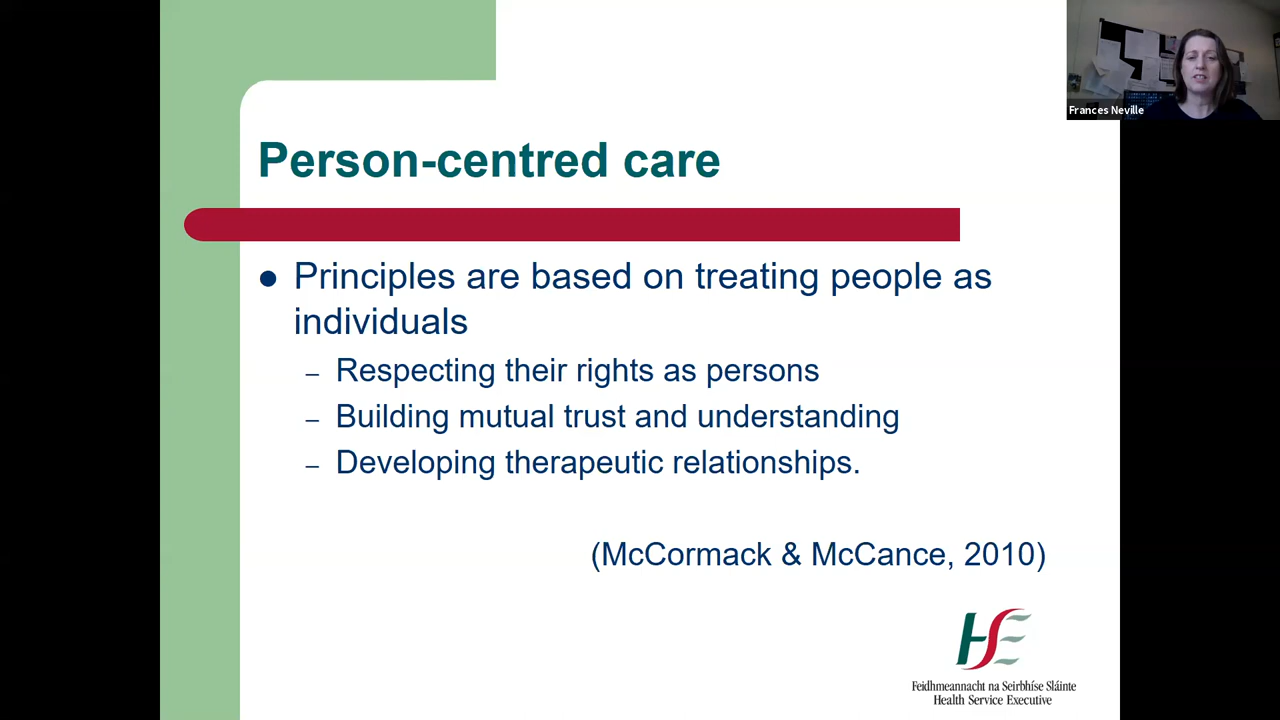 Frances Neville
Person-centred care
● Principles are based on treating people as
individuals
– Respecting their rights as persons
– Building mutual trust and understanding
– Developing therapeutic relationships.
(McCormack & McCance, 2010)
HSE
Feidhmeannacht na Seirbhíse Sláinte
Health Service Executive